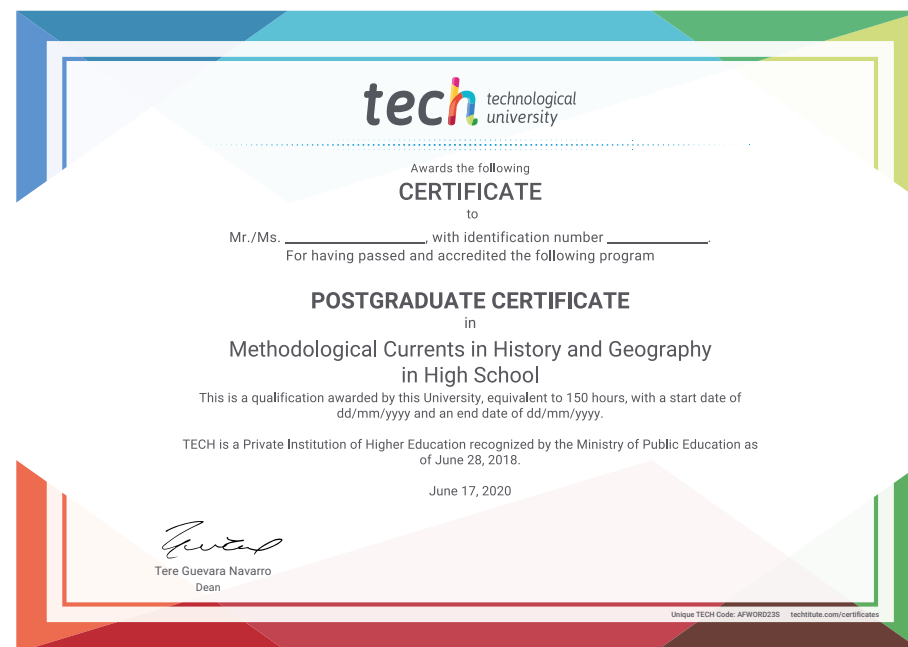 tech technological
university
Awards the following
CERTIFICATE
to
Mr./Ms. ____________________, with identification number ______________.
For having passed and accredited the following program
POSTGRADUATE CERTIFICATE
in
Methodological Currents in History and Geography
in High School
This is a qualification awarded by this University, equivalent to 150 hours, with a start date of
dd/mm/yyyy and an end date of dd/mm/yyyy.
TECH is a Private Institution of Higher Education recognized by the Ministry of Public Education as
of June 28, 2018.
June 17, 2020
Tere Guevara Navarro
Dean
Unique TECH Code: AFWORD23S techtitute.com/certificates